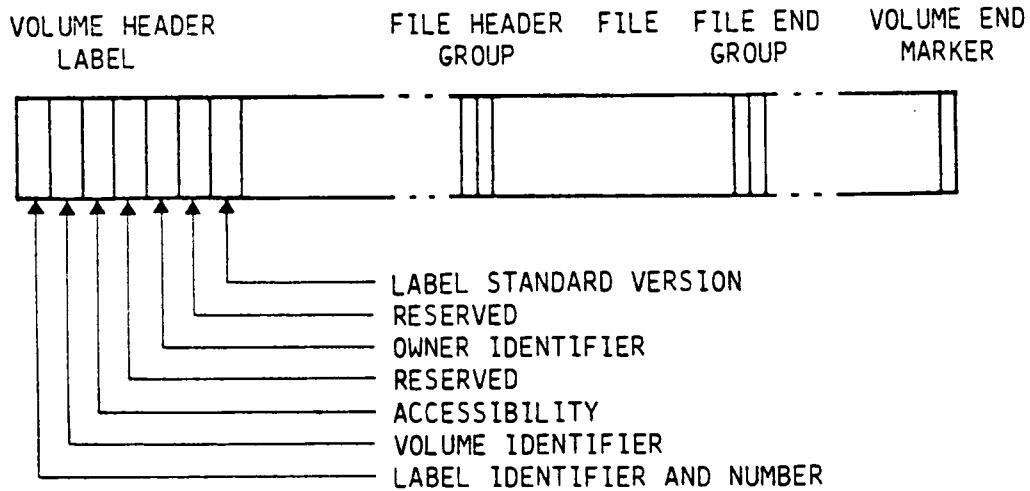 VOLUME HEADER LABEL
FILE HEADER GROUP
FILE
FILE END GROUP
VOLUME END MARKER
LABEL STANDARD VERSION
RESERVED
OWNER IDENTIFIER
RESERVED
ACCESSIBILITY
VOLUME IDENTIFIER
LABEL IDENTIFIER AND NUMBER